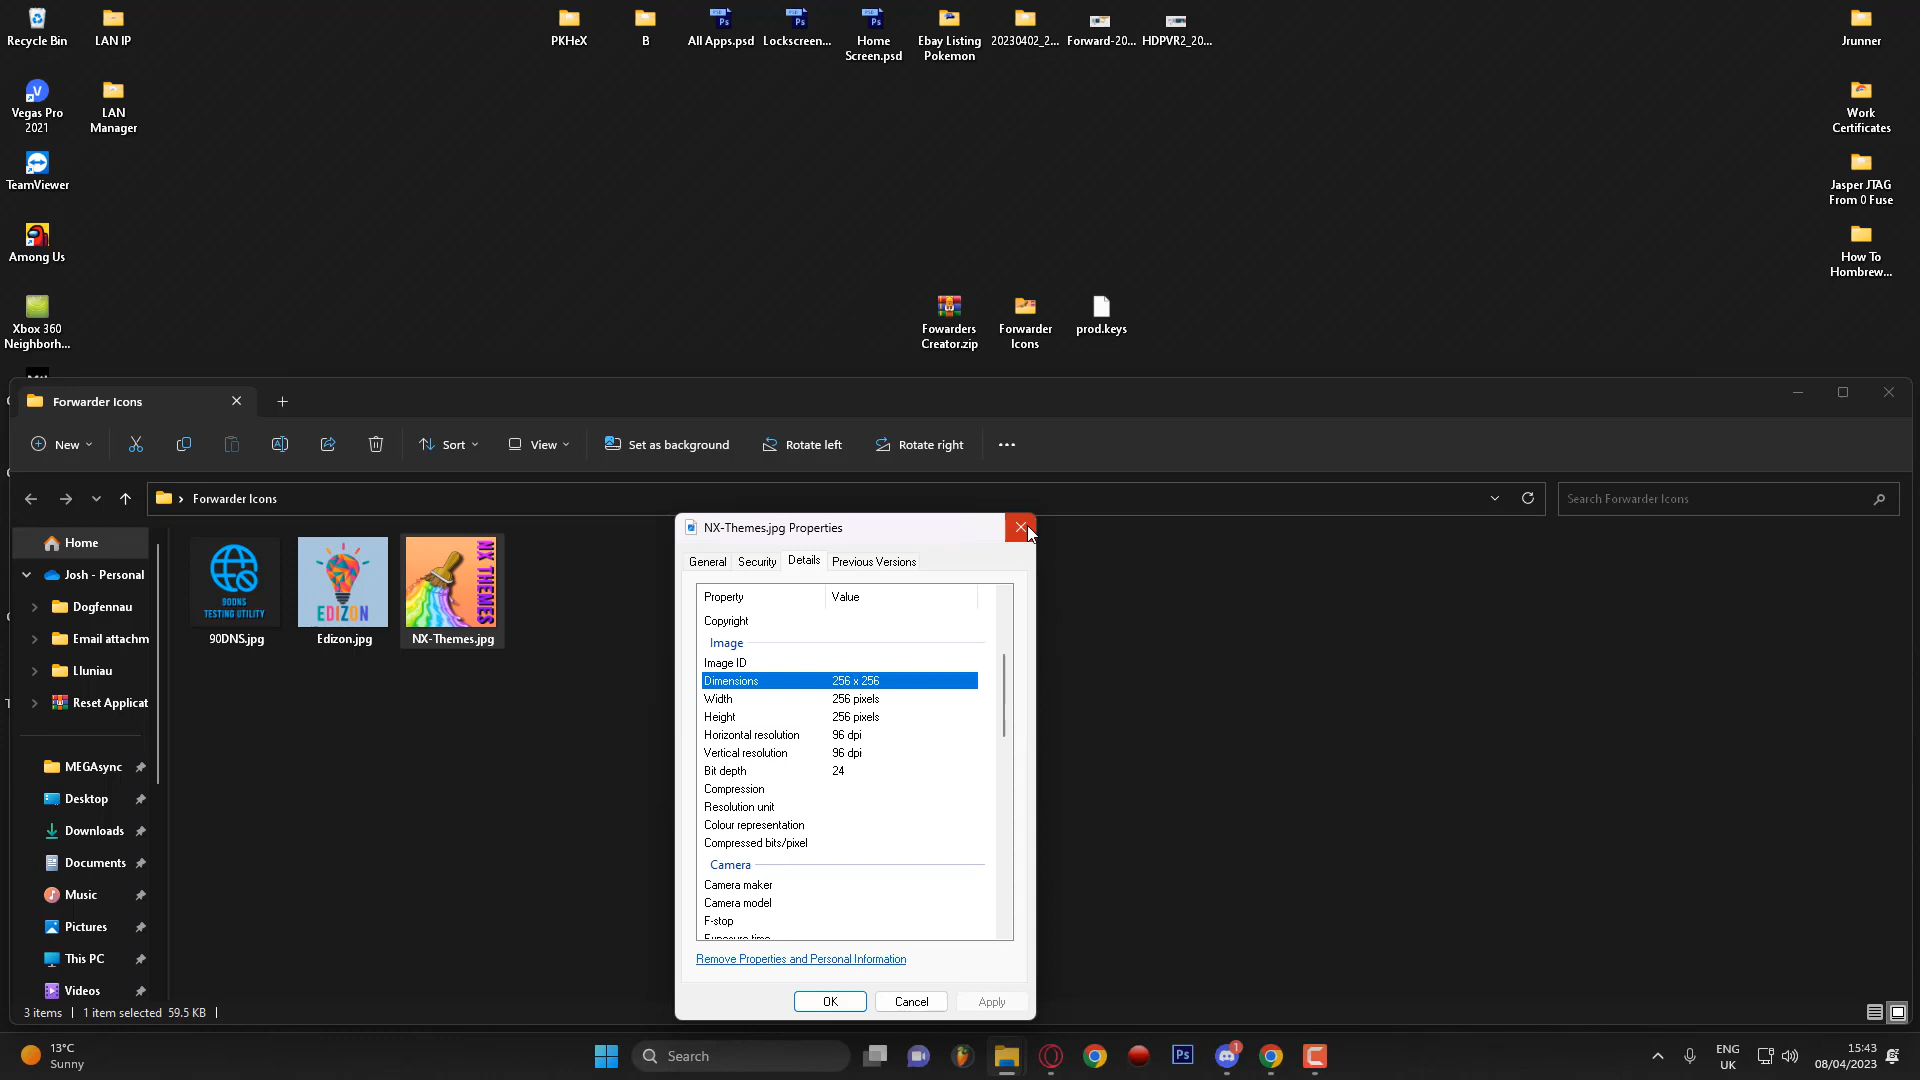 Recycle Bin
LAN IP
PKHeX
B
All Apps.psd
Lockscreen...
Home
Screen.psd
Ebay Listing
Pokemon
20230402_2...
Forward-20...
HDPVR2_20...
Jrunner
Vegas Pro
2021
LAN
Manager
Work
Certificates
TeamViewer
Jasper JTAG
From 0 Fuse
Among Us
How To
Hombrew...
Xbox 360
Neighborh...
Fowarders
Creator.zip
Forwarder
Icons
prod.keys
Forwarder Icons
New
Sort
View
Set as background
Rotate left
Rotate right
Forwarder Icons
Search Forwarder Icons
Home
Josh - Personal
Dogfennau
Email attachm
Lluniau
Reset Applicat
MEGAsync
Desktop
Downloads
Documents
Music
Pictures
This PC
Videos
90DNS
TESTING UTILITY
90DNS.jpg
EDIZON
Edizon.jpg
NX THEMES
NX-Themes.jpg
NX-Themes.jpg Properties
General
Security
Details
Previous Versions
Property Value
Copyright
Image
Image ID
Dimensions 256 x 256
Width 256 pixels
Height 256 pixels
Horizontal resolution 96 dpi
Vertical resolution 96 dpi
Bit depth 24
Compression
Resolution unit
Colour representation
Compressed bits/pixel
Camera
Camera maker
Camera model
F-stop
Exposure time
Remove Properties and Personal Information
OK
Cancel
Apply
3 items
1 item selected 59.5 KB
13°C
Sunny
Search
Ps
1
ENG
UK
15:43
08/04/2023